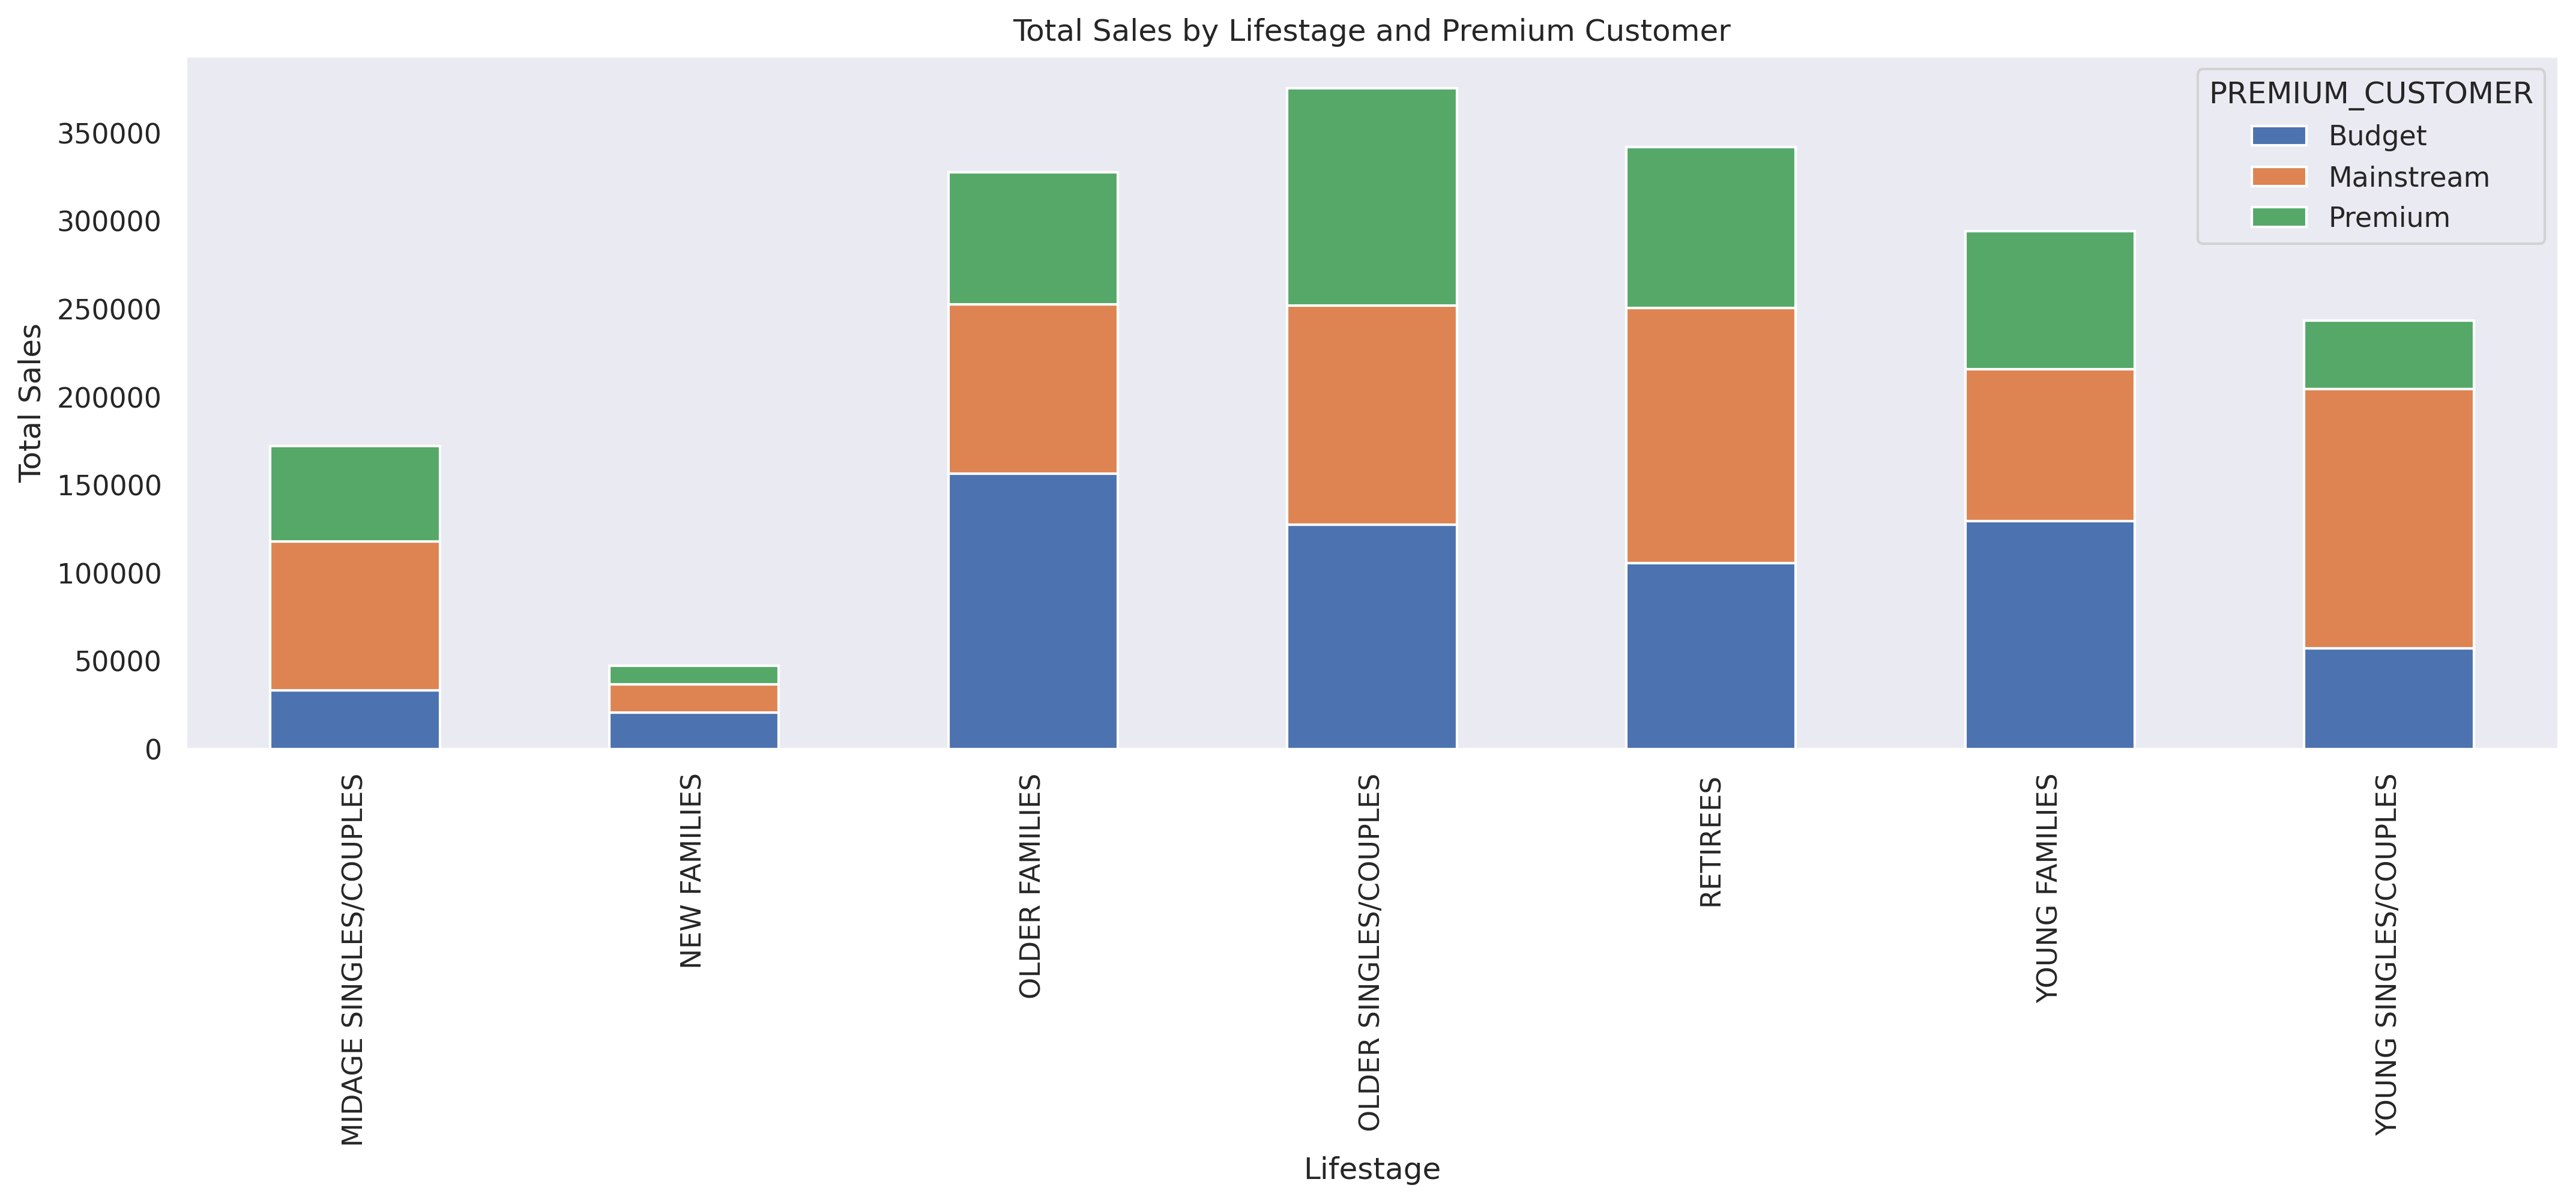 Total Sales by Lifestage and Premium Customer
PREMIUM_CUSTOMER
Budget
Mainstream
Premium
Total Sales
350000
300000
250000
200000
150000
100000
50000
0
MIDAGE SINGLES/COUPLES
NEW FAMILIES
OLDER FAMILIES
OLDER SINGLES/COUPLES
RETIREES
YOUNG FAMILIES
YOUNG SINGLES/COUPLES
Lifestage